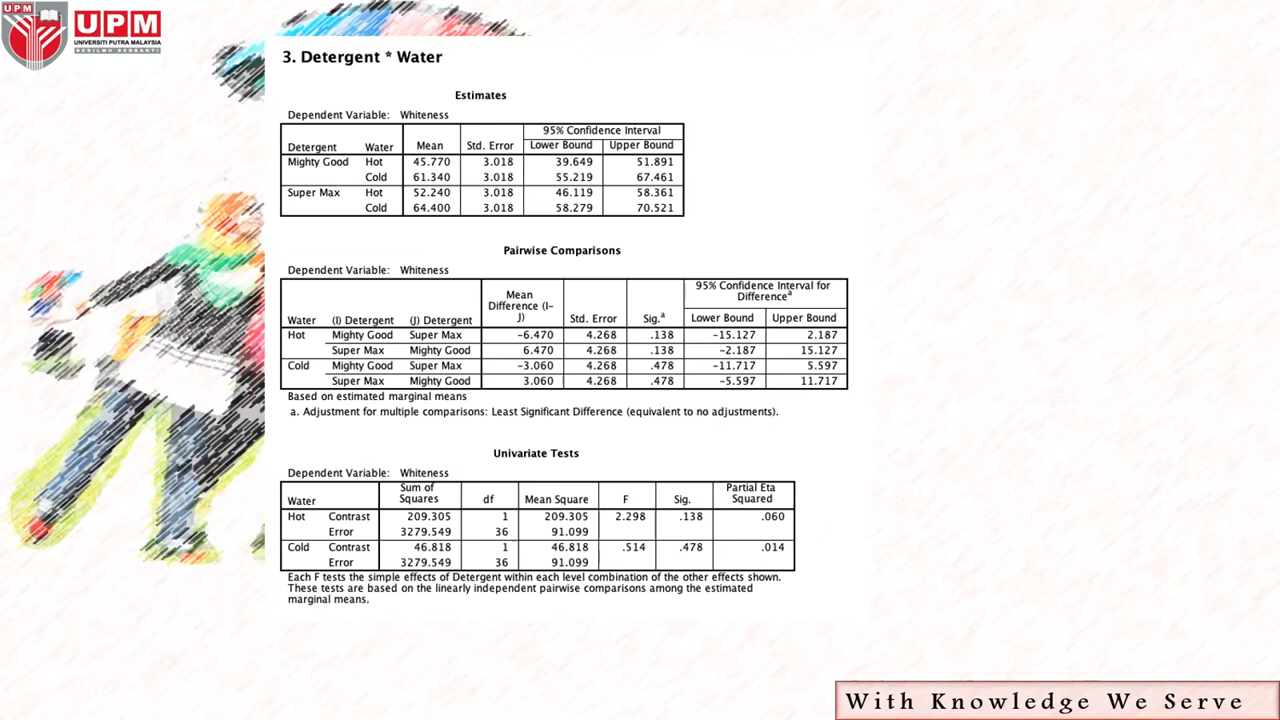 UPM
UPM
UNIVERSITI PUTRA MALAYSIA
BERILMU BERBAKTI
3. Detergent * Water
Estimates
Dependent Variable: Whiteness
95% Confidence Interval
Detergent Water Mean Std. Error Lower Bound Upper Bound
Mighty Good Hot 45.770 3.018 39.649 51.891
Cold 61.340 3.018 55.219 67.461
Super Max Hot 52.240 3.018 46.119 58.361
Cold 64.400 3.018 58.279 70.521
Pairwise Comparisons
Dependent Variable: Whiteness
95% Confidence Interval for
Differenceᵃ
Mean
Difference (I-
J)
Water (I) Detergent (J) Detergent Std. Error Sig.ᵃ Lower Bound Upper Bound
Hot Mighty Good Super Max -6.470 4.268 .138 -15.127 2.187
Super Max Mighty Good 6.470 4.268 .138 -2.187 15.127
Cold Mighty Good Super Max -3.060 4.268 .478 -11.717 5.597
Super Max Mighty Good 3.060 4.268 .478 -5.597 11.717
Based on estimated marginal means
a. Adjustment for multiple comparisons: Least Significant Difference (equivalent to no adjustments).
Univariate Tests
Dependent Variable: Whiteness
Water Sum of Squares df Mean Square F Sig. Partial Eta Squared
Hot Contrast 209.305 1 209.305 2.298 .138 .060
Error 3279.549 36 91.099
Cold Contrast 46.818 1 46.818 .514 .478 .014
Error 3279.549 36 91.099
Each F tests the simple effects of Detergent within each level combination of the other effects shown.
These tests are based on the linearly independent pairwise comparisons among the estimated
marginal means.
With Knowledge We Serve